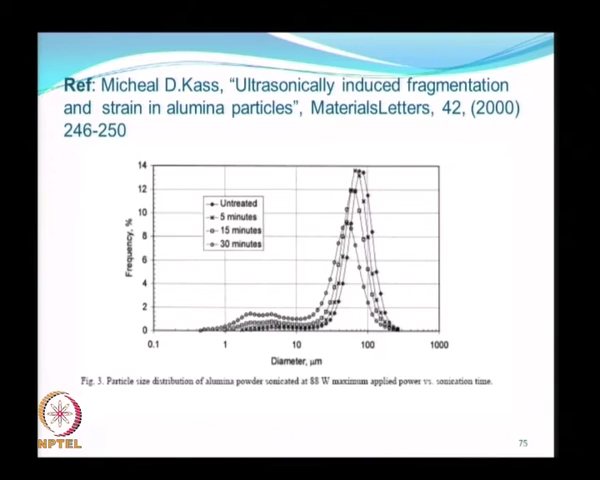 Ref: Micheal D.Kass, "Ultrasonically induced fragmentation
and strain in alumina particles", MaterialsLetters, 42, (2000)
246-250
14
12
10
8
6
4
2
0
Frequency, %
Untreated
5 minutes
15 minutes
30 minutes
0.1 1 10 100 1000
Diameter, μm
Fig. 3. Particle size distribution of alumina powder sonicated at 88 W maximum applied power vs. sonication time.
NPTEL
75